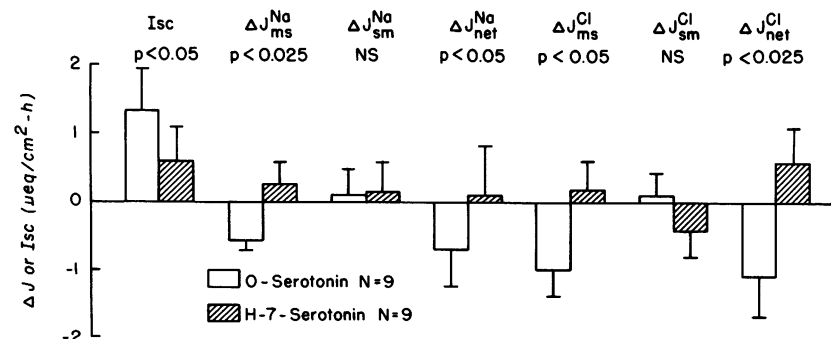 Isc ΔJ^Na_ms ΔJ^Na_sm ΔJ^Na_net ΔJ^Cl_ms ΔJ^Cl_sm ΔJ^Cl_net
p<0.05 p<0.025 NS p<0.05 p<0.05 NS p<0.025
2
1
0
-1
-2
ΔJ or Isc (μeq/cm²-h)
O-Serotonin N=9
H-7-Serotonin N=9